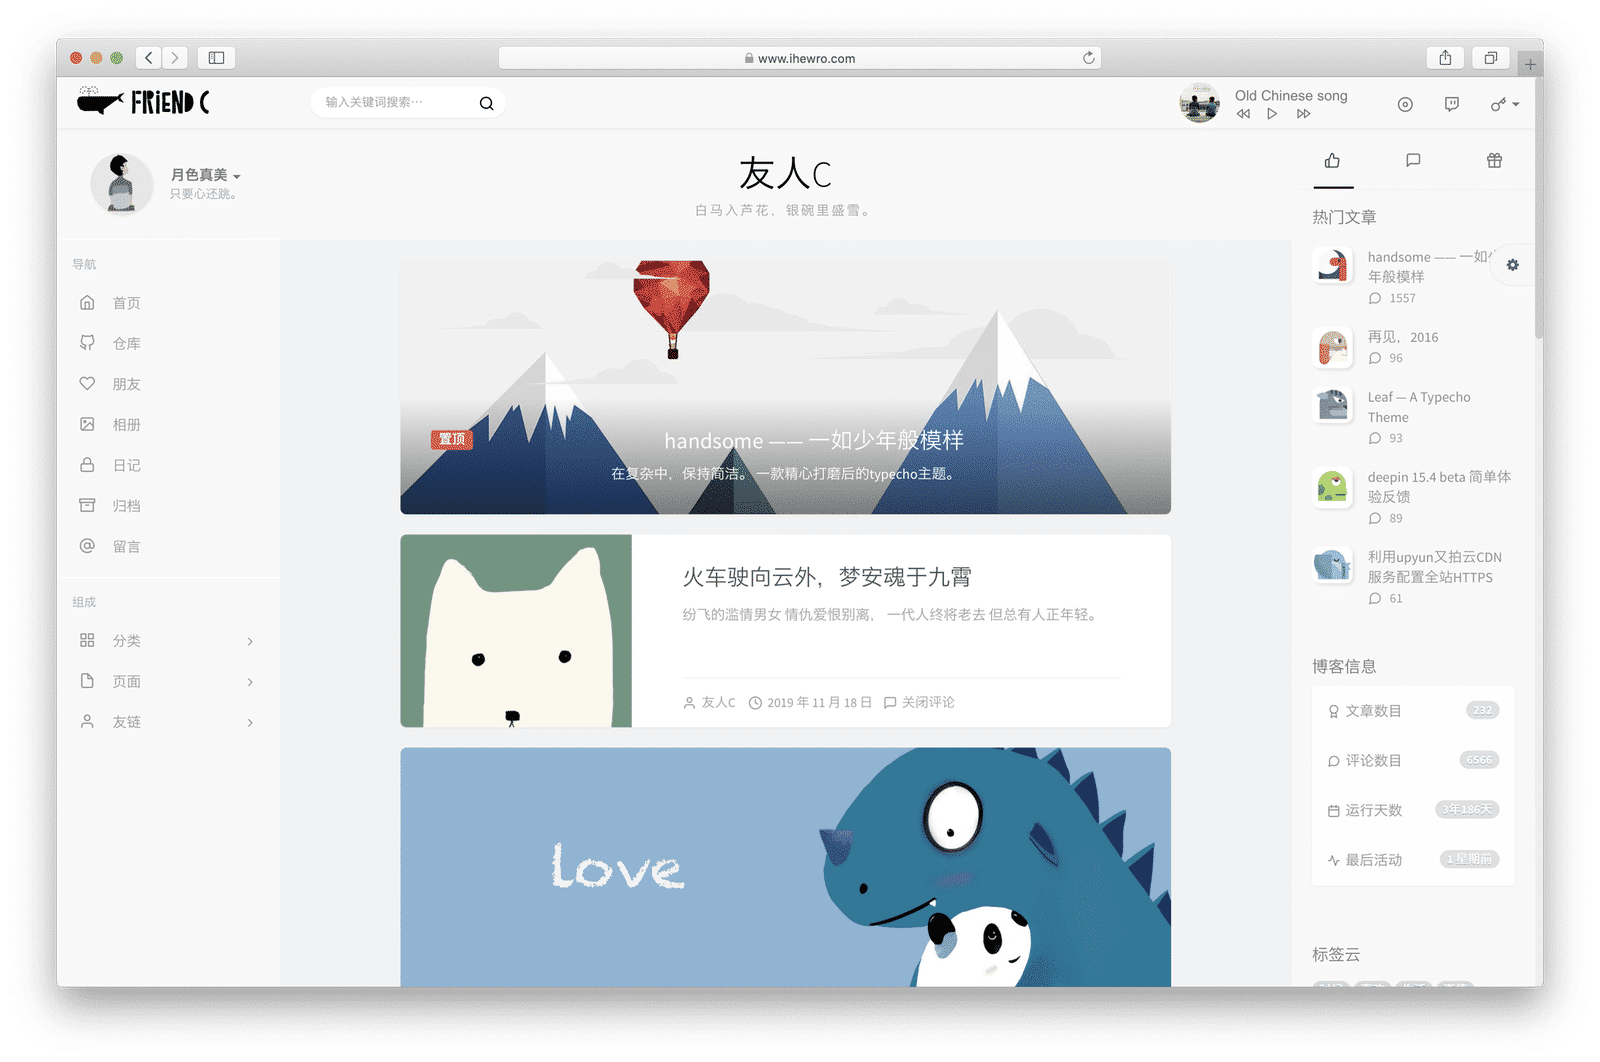 www.ihewro.com
FRiEND C
输入关键词搜索…
Old Chinese song
月色真美
只要心还跳。
友人C
白马入芦花，银碗里盛雪。
导航
首页
仓库
朋友
相册
日记
归档
留言
组成
分类
页面
友链
置顶
handsome —— 一如少年般模样
在复杂中，保持简洁。一款精心打磨后的typecho主题。
火车驶向云外，梦安魂于九霄
纷飞的滥情男女 情仇爱恨别离， 一代人终将老去 但总有人正年轻。
友人C 2019 年 11 月 18 日 关闭评论
love
热门文章
handsome —— 一如
年般模样
1557
再见，2016
96
Leaf — A Typecho
Theme
93
deepin 15.4 beta 简单体
验反馈
89
利用upyun又拍云CDN
服务配置全站HTTPS
61
博客信息
文章数目 232
评论数目 6566
运行天数 3年186天
最后活动 1 星期前
标签云